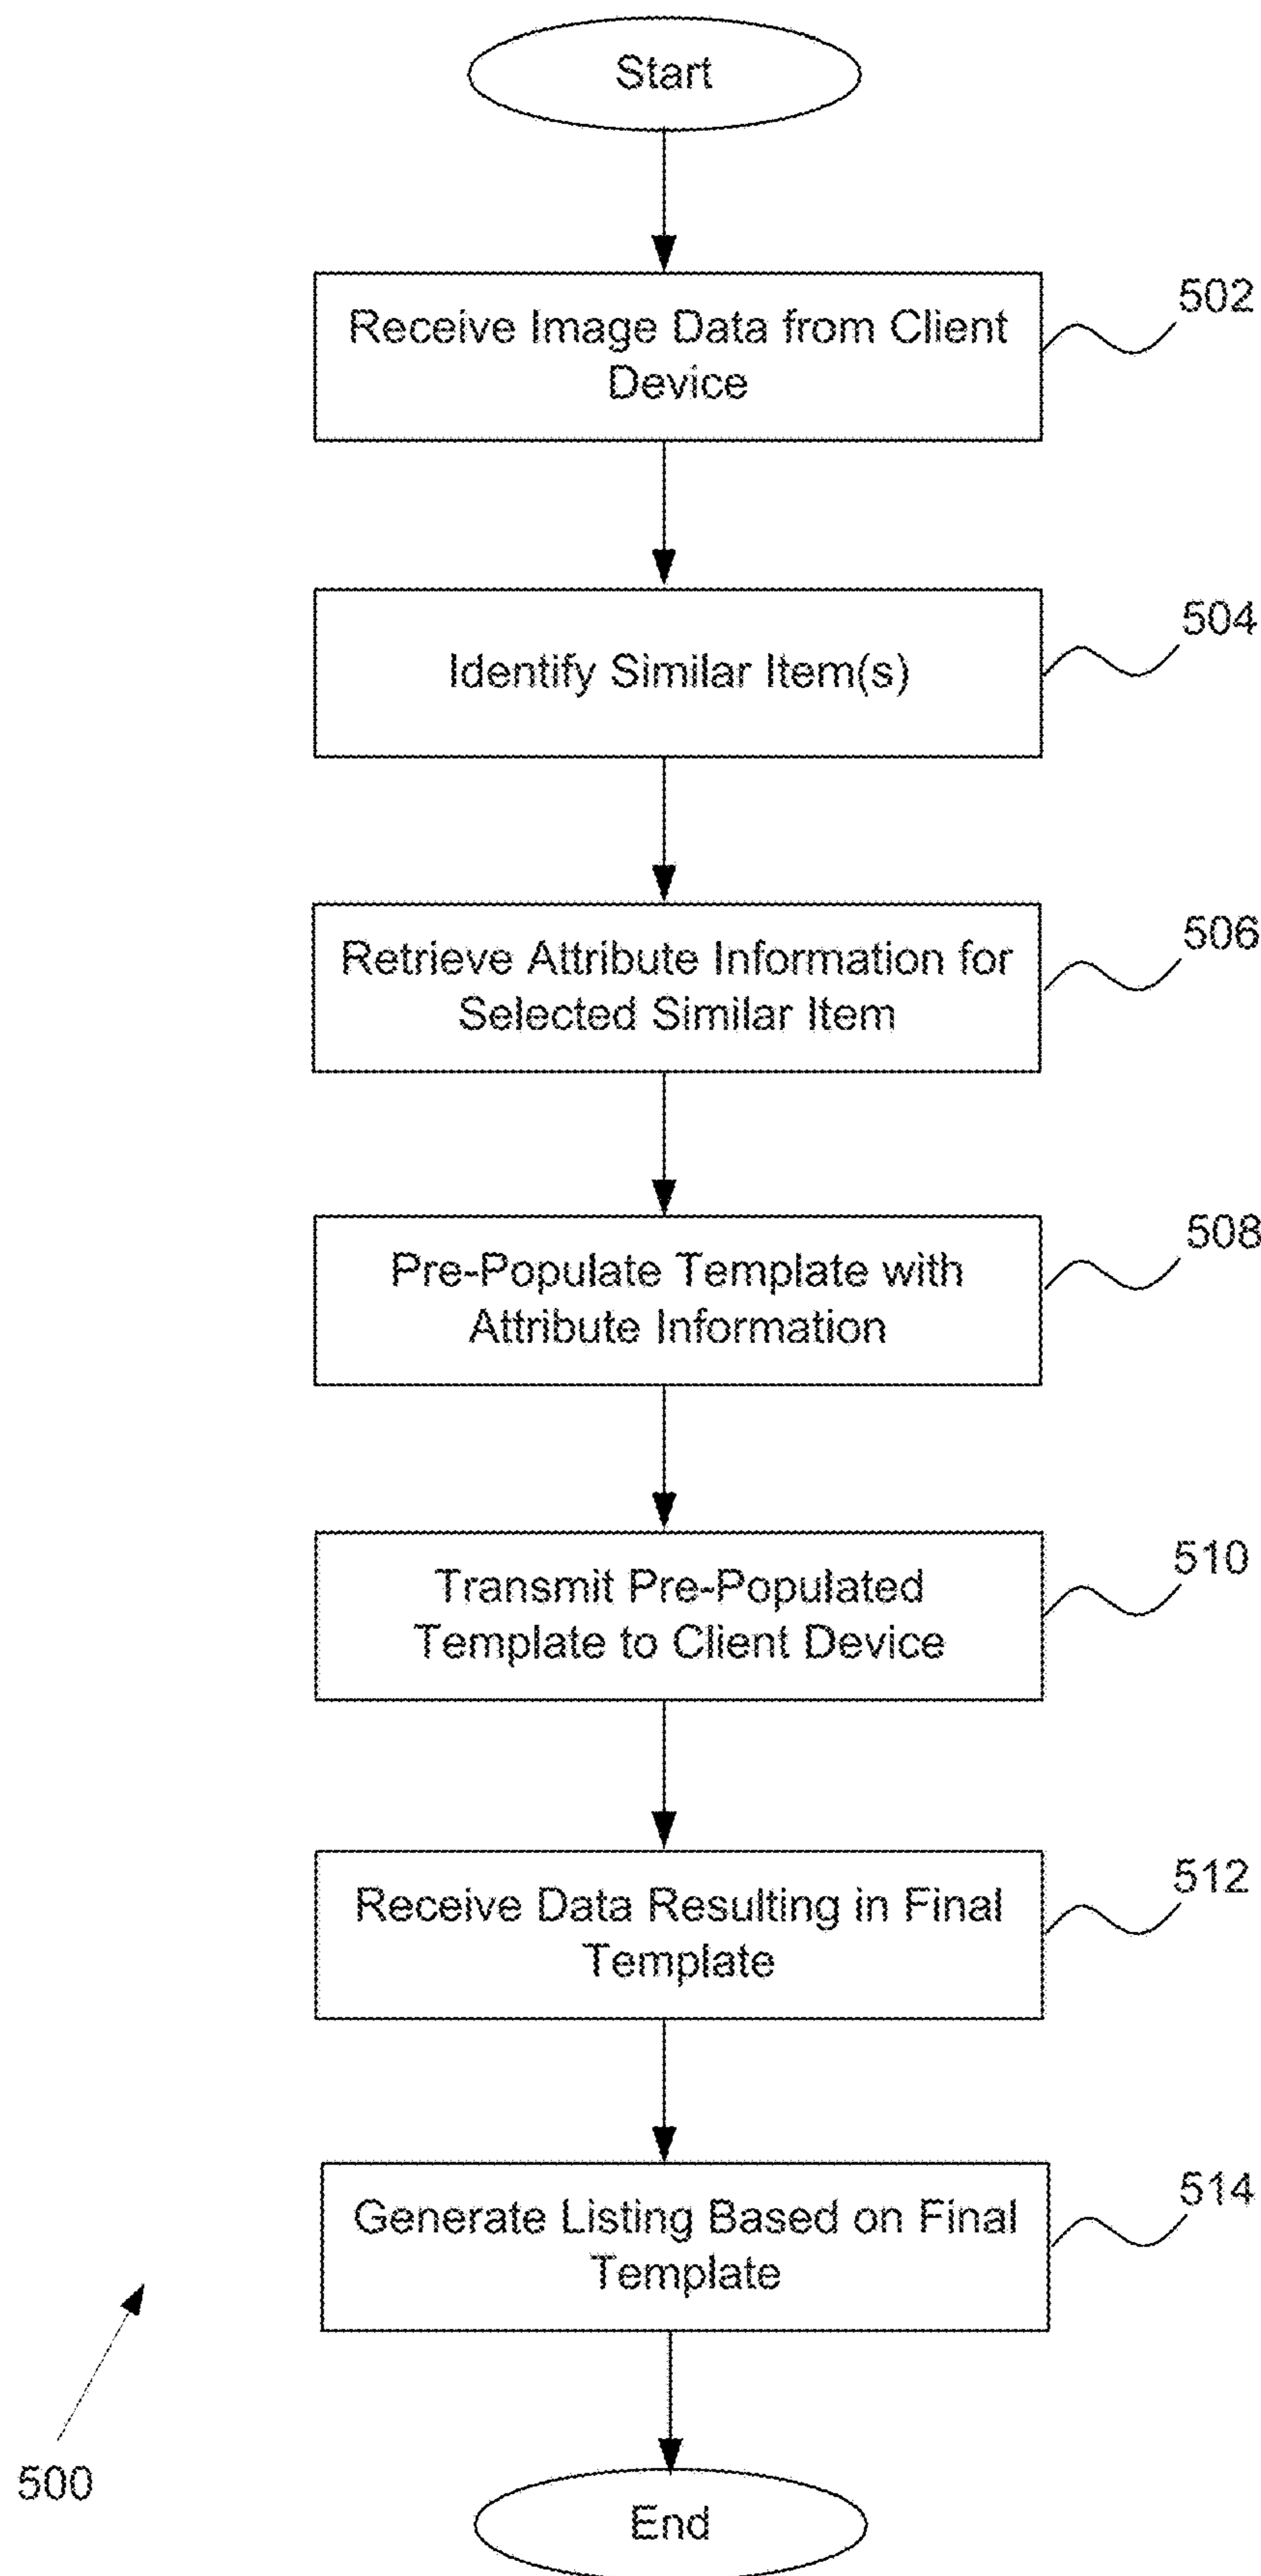 Start
Receive Image Data from Client
Device
502
Identify Similar Item(s)
504
Retrieve Attribute Information for
Selected Similar Item
506
Pre-Populate Template with
Attribute Information
508
Transmit Pre-Populated
Template to Client Device
510
Receive Data Resulting in Final
Template
512
Generate Listing Based on Final
Template
514
500
End